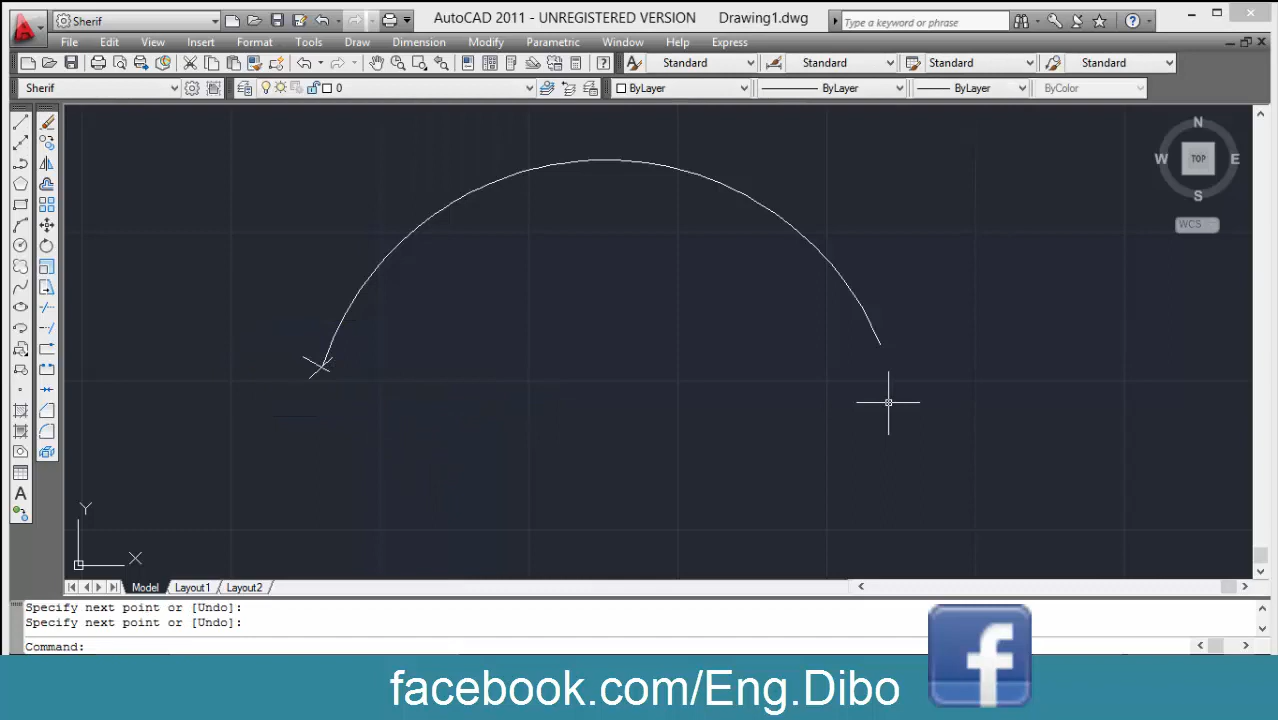 Sherif
AutoCAD 2011 - UNREGISTERED VERSION Drawing1.dwg
Type a keyword or phrase
File Edit View Insert Format Tools Draw Dimension Modify Parametric Window Help Express
Standard Standard Standard Standard
Sherif 0 ByLayer ByLayer ByLayer ByColor
N
W TOP E
S
WCS
Y
X
Model Layout1 Layout2
Specify next point or [Undo]:
Specify next point or [Undo]:
Command:
facebook.com/Eng.Dibo